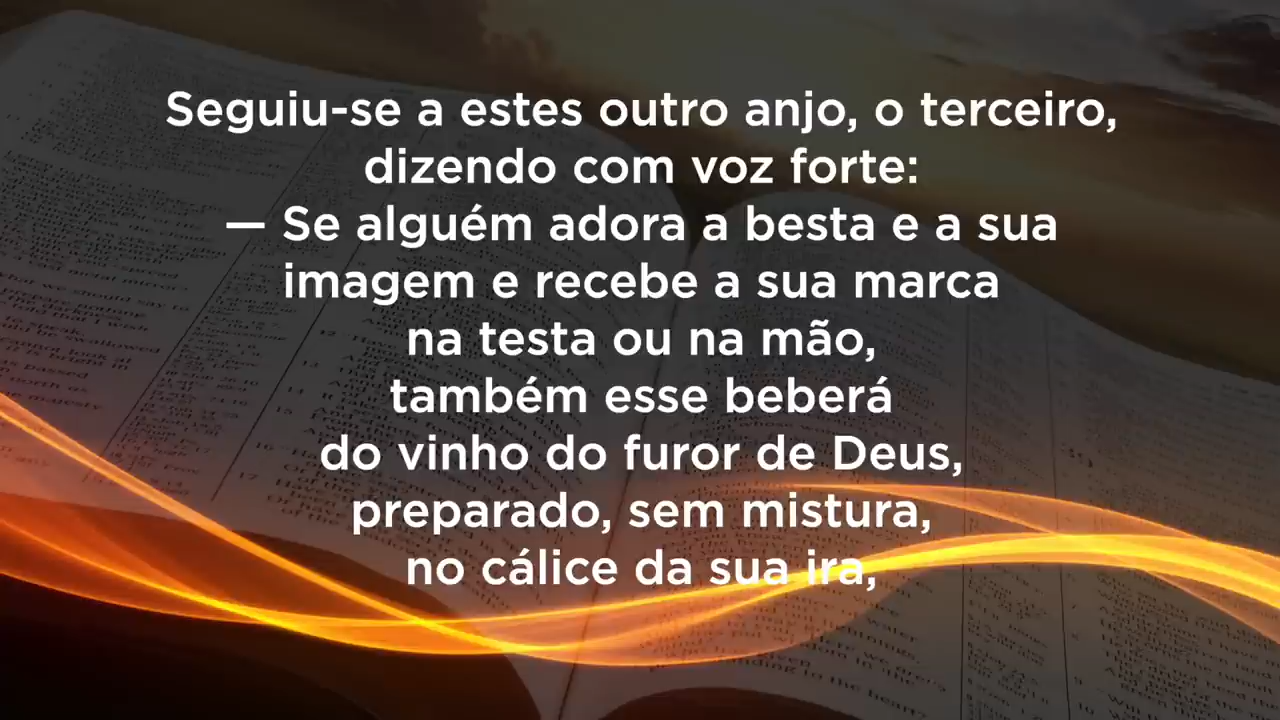 Seguiu-se a estes outro anjo, o terceiro,
dizendo com voz forte:
— Se alguém adora a besta e a sua
imagem e recebe a sua marca
na testa ou na mão,
também esse beberá
do vinho do furor de Deus,
preparado, sem mistura,
no cálice da sua ira,